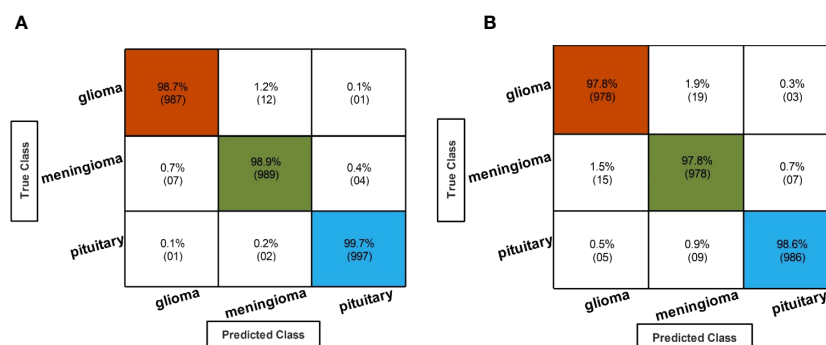 A
glioma
98.7%
(987)
1.2%
(12)
0.1%
(01)
meningioma
0.7%
(07)
98.9%
(989)
0.4%
(04)
pituitary
0.1%
(01)
0.2%
(02)
99.7%
(997)
True Class
glioma
meningioma
pituitary
Predicted Class
B
glioma
97.8%
(978)
1.9%
(19)
0.3%
(03)
meningioma
1.5%
(15)
97.8%
(978)
0.7%
(07)
pituitary
0.5%
(05)
0.9%
(09)
98.6%
(986)
True Class
glioma
meningioma
pituitary
Predicted Class